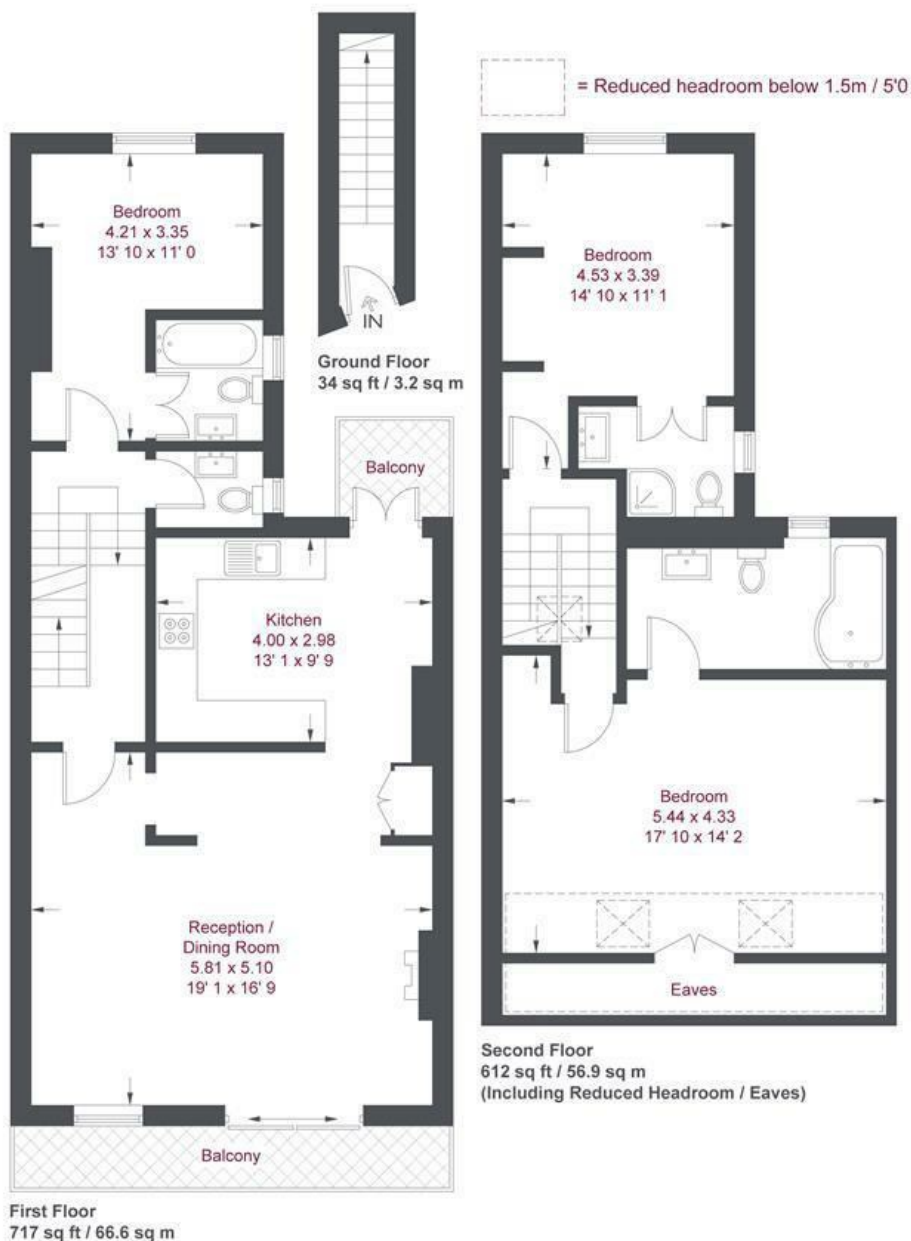 = Reduced headroom below 1.5m / 5'0
Bedroom
4.21 x 3.35
13' 10 x 11' 0
IN
Ground Floor
34 sq ft / 3.2 sq m
Bedroom
4.53 x 3.39
14' 10 x 11' 1
Balcony
Kitchen
4.00 x 2.98
13' 1 x 9' 9
Reception /
Dining Room
5.81 x 5.10
19' 1 x 16' 9
Balcony
First Floor
717 sq ft / 66.6 sq m
Bedroom
5.44 x 4.33
17' 10 x 14' 2
Eaves
Second Floor
612 sq ft / 56.9 sq m
(Including Reduced Headroom / Eaves)